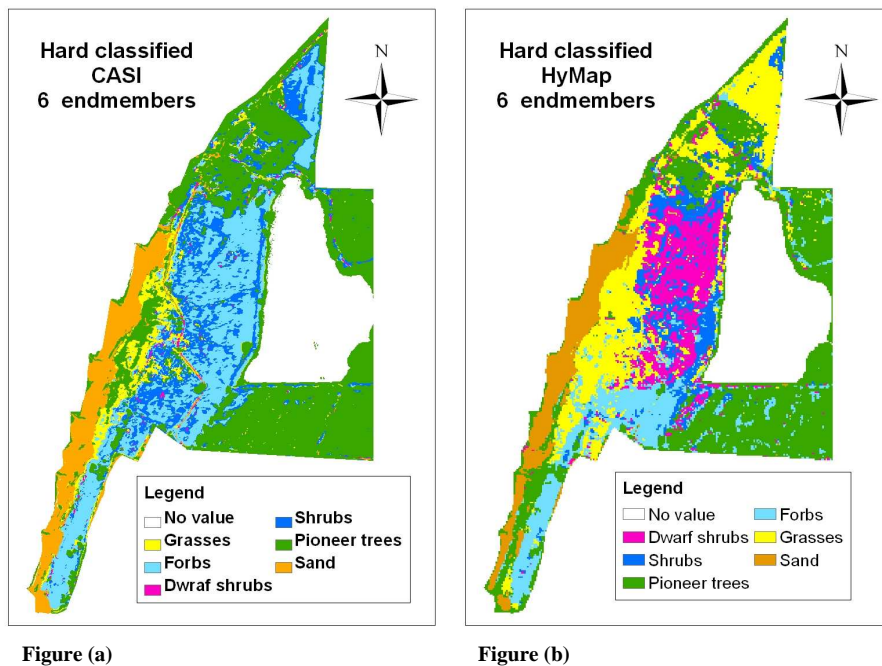 Hard classified
CASI
6 endmembers
N
Legend
No value
Grasses
Forbs
Dwraf shrubs
Shrubs
Pioneer trees
Sand
Figure (a)
Hard classified
HyMap
6 endmembers
N
Legend
No value
Dwarf shrubs
Shrubs
Pioneer trees
Forbs
Grasses
Sand
Figure (b)